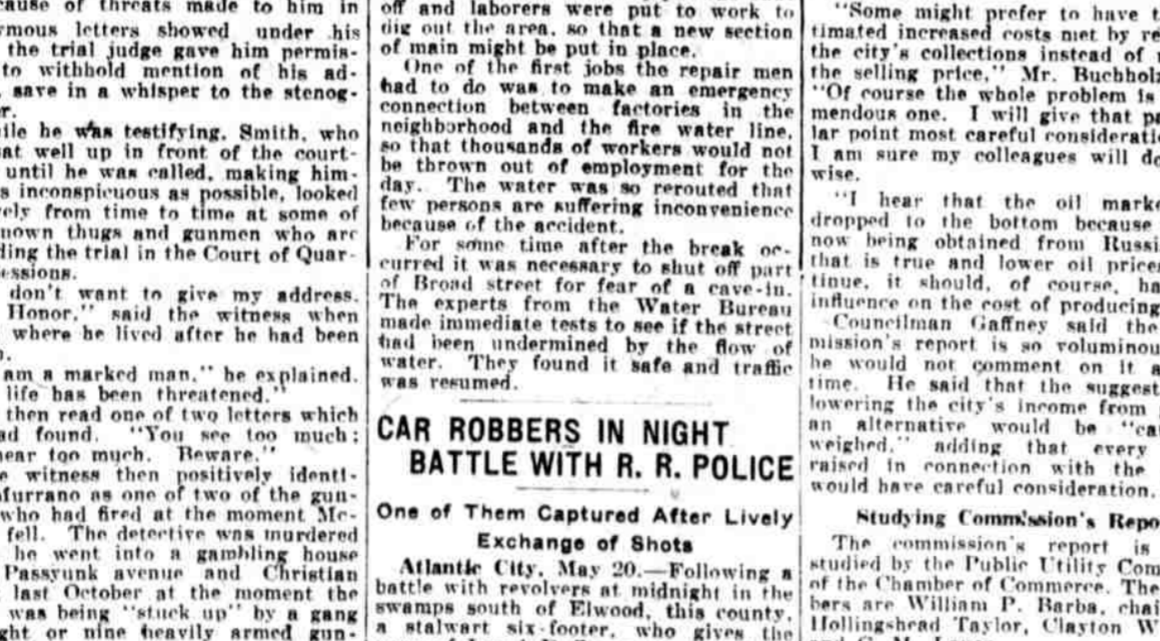 cause of threats made to him in
ymous letters showed under his
the trial judge gave him permis-
to withhold mention of his ad-
save in a whisper to the stenog-
r.
ile he was testifying, Smith, who
at well up in front of the court-
until he was called, making him-
s inconspicuous as possible, looked
ely from time to time at some of
nown thugs and gunmen who are
ding the trial in the Court of Quar-
essions.
don't want to give my address,
Honor," said the witness when
where he lived after he had been
am a marked man," he explained.
life has been threatened."
then read one of two letters which
ad found. "You see too much;
ear too much. Beware."
e witness then positively identi-
Murrano as one of two of the gun-
who had fired at the moment Mc-
fell. The detective was murdered
he went into a gambling house
Passyunk avenue and Christian
last October at the moment the
was being "stuck up" by a gang
ght or nine heavily armed gun-
off and laborers were put to work to
dig out the area, so that a new section
of main might be put in place.
One of the first jobs the repair men
had to do was to make an emergency
connection between factories in the
neighborhood and the fire water line,
so that thousands of workers would not
be thrown out of employment for the
day. The water was so rerouted that
few persons are suffering inconvenience
because of the accident.
For some time after the break oc-
curred it was necessary to shut off part
of Broad street for fear of a cave-in.
The experts from the Water Bureau
made immediate tests to see if the street
had been undermined by the flow of
water. They found it safe and traffic
was resumed.
CAR ROBBERS IN NIGHT
BATTLE WITH R. R. POLICE
One of Them Captured After Lively
Exchange of Shots
Atlantic City, May 20.—Following a
battle with revolvers at midnight in the
swamps south of Elwood, this county,
a stalwart six-footer, who gives the
"Some might prefer to have t
timated increased costs met by re
the city's collections instead of
the selling price," Mr. Buchholz
"Of course the whole problem is
mendous one. I will give that pa
lar point most careful consideratio
I am sure my colleagues will do
wise.
"I hear that the oil marke
dropped to the bottom because
now being obtained from Russi
that is true and lower oil price
tinue, it should, of course, ha
influence on the cost of producing
Councilman Gaffney said the
mission's report is so voluminou
he would not comment on it a
time. He said that the suggest
lowering the city's income from
an alternative would be "ca
weighed," adding that every
raised in connection with the
would have careful consideration.
Studying Commission's Repo
The commission's report is
studied by the Public Utility Com
of the Chamber of Commerce. The
bers are William P. Barba, chai
Hollingshead Taylor, Clayton W